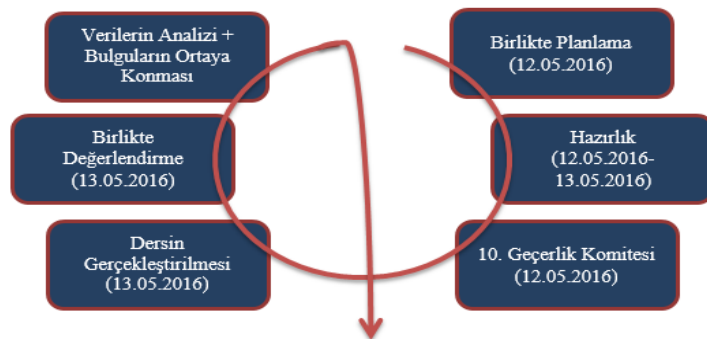 Verilerin Analizi +
Bulguların Ortaya
Konması
Birlikte Planlama
(12.05.2016)
Birlikte
Değerlendirme
(13.05.2016)
Hazırlık
(12.05.2016-
13.05.2016)
Dersin
Gerçekleştirilmesi
(13.05.2016)
10. Geçerlik Komitesi
(12.05.2016)